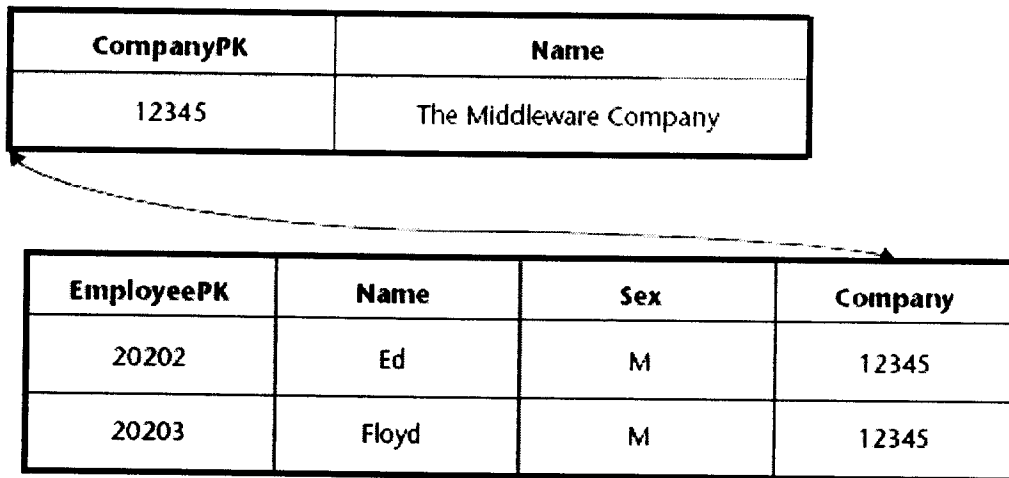 CompanyPK Name
12345 The Middleware Company
EmployeePK Name Sex Company
20202 Ed M 12345
20203 Floyd M 12345